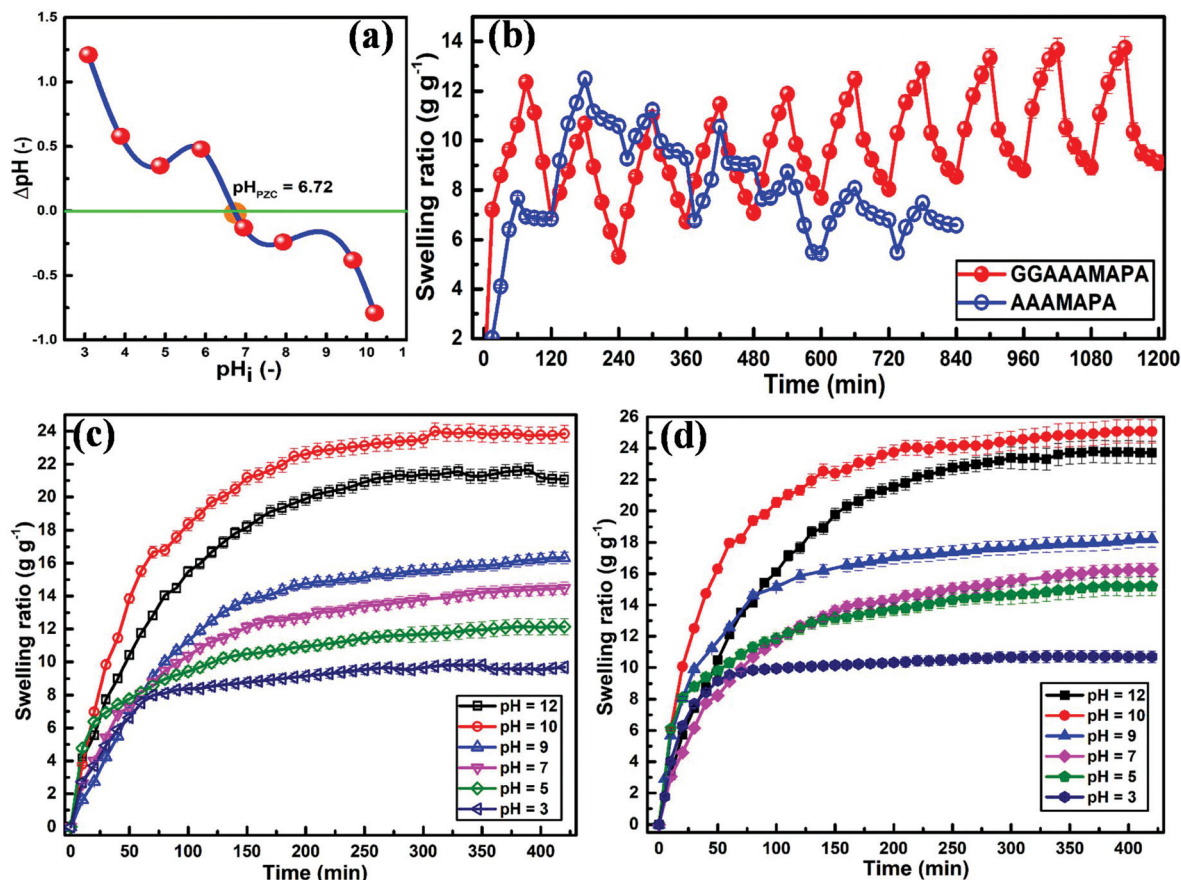 (a)
ΔpH (-)
1.5
1.0
0.5
0.0
-0.5
-1.0
pH_PZC = 6.72
3 4 5 6 7 8 9 10 1
pH_i (-)
(b)
Swelling ratio (g g⁻¹)
14
12
10
8
6
4
2
GGAAAMAPA
AAAMAPA
0 120 240 360 480 600 720 840 960 1080 1200
Time (min)
(c)
Swelling ratio (g g⁻¹)
24
22
20
18
16
14
12
10
8
6
4
2
0
pH = 12
pH = 10
pH = 9
pH = 7
pH = 5
pH = 3
0 50 100 150 200 250 300 350 400
Time (min)
(d)
Swelling ratio (g g⁻¹)
26
24
22
20
18
16
14
12
10
8
6
4
2
0
pH = 12
pH = 10
pH = 9
pH = 7
pH = 5
pH = 3
0 50 100 150 200 250 300 350 400
Time (min)